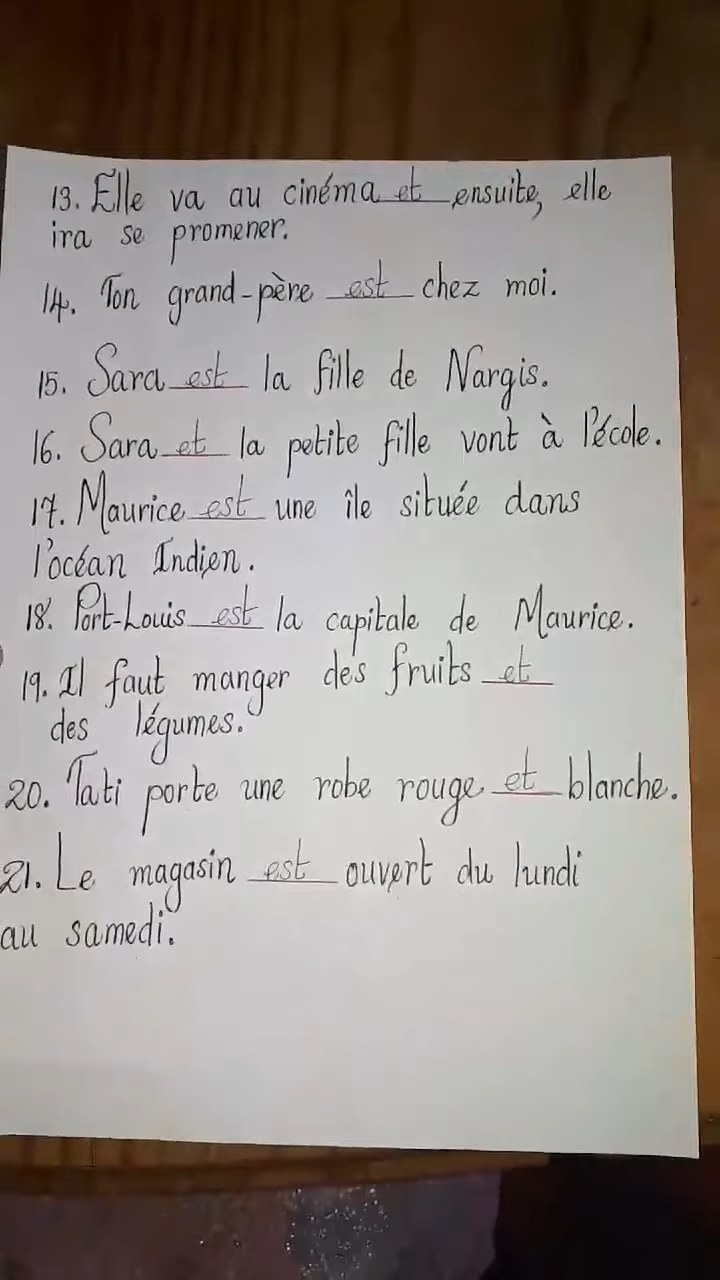 13. Elle va au cinéma et ensuite, elle
ira se promener.
14. Ton grand-père est chez moi.
15. Sara est la fille de Nargis.
16. Sara et la petite fille vont à l'école.
17. Maurice est une île située dans
l'océan Indien.
18. Port-Louis est la capitale de Maurice.
19. Il faut manger des fruits et
des légumes.
20. Tati porte une robe rouge et blanche.
21. Le magasin est ouvert du lundi
au samedi.